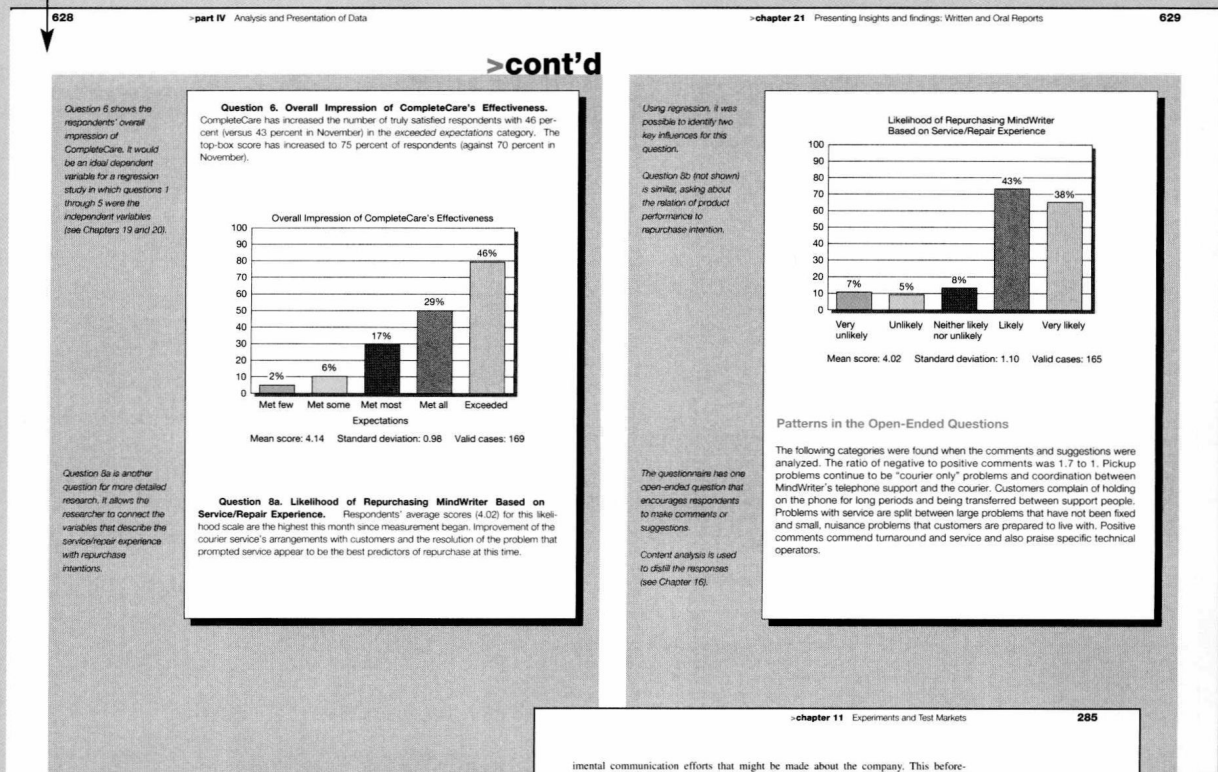 628
>part IV Analysis and Presentation of Data
>cont'd
Question 6 shows the
respondents' overall
impression of
CompleteCare. It would
be an ideal dependent
variable for a regression
study in which questions 1
through 5 were the
independent variables
(see Chapters 19 and 20).
Question 6. Overall Impression of CompleteCare's Effectiveness.
CompleteCare has increased the number of truly satisfied respondents with 46 per-
cent (versus 43 percent in November) in the exceeded expectations category. The
top-box score has increased to 75 percent of respondents (against 70 percent in
November).
Overall Impression of CompleteCare's Effectiveness
100
90
80
70
60
50
40
30
20
10
0
2%
6%
17%
29%
46%
Met few Met some Met most Met all Exceeded
Expectations
Mean score: 4.14 Standard deviation: 0.98 Valid cases: 169
Question 8a is another
question for more detailed
research. It allows the
researcher to connect the
variables that describe the
service/repair experience
with repurchase
intentions.
Question 8a. Likelihood of Repurchasing MindWriter Based on
Service/Repair Experience. Respondents' average scores (4.02) for this likeli-
hood scale are the highest this month since measurement began. Improvement of the
courier service's arrangements with customers and the resolution of the problem that
prompted service appear to be the best predictors of repurchase at this time.
>chapter 21 Presenting Insights and findings: Written and Oral Reports
629
Using regression, it was
possible to identify two
key influences for this
question.
Question 8b (not shown)
is similar, asking about
the relation of product
performance to
repurchase intention.
Likelihood of Repurchasing MindWriter
Based on Service/Repair Experience
100
90
80
70
60
50
40
30
20
10
0
7%
5%
8%
43%
38%
Very Unlikely Neither likely Likely Very likely
unlikely nor unlikely
Mean score: 4.02 Standard deviation: 1.10 Valid cases: 165
Patterns in the Open-Ended Questions
The questionnaire has one
open-ended question that
encourages respondents
to make comments or
suggestions.
Content analysis is used
to distill the responses
(see Chapter 16).
The following categories were found when the comments and suggestions were
analyzed. The ratio of negative to positive comments was 1.7 to 1. Pickup
problems continue to be "courier only" problems and coordination between
MindWriter's telephone support and the courier. Customers complain of holding
on the phone for long periods and being transferred between support people.
Problems with service are split between large problems that have not been fixed
and small, nuisance problems that customers are prepared to live with. Positive
comments commend turnaround and service and also praise specific technical
operators.
>chapter 11 Experiments and Test Markets
285
imental communication efforts that might be made about the company. This before-